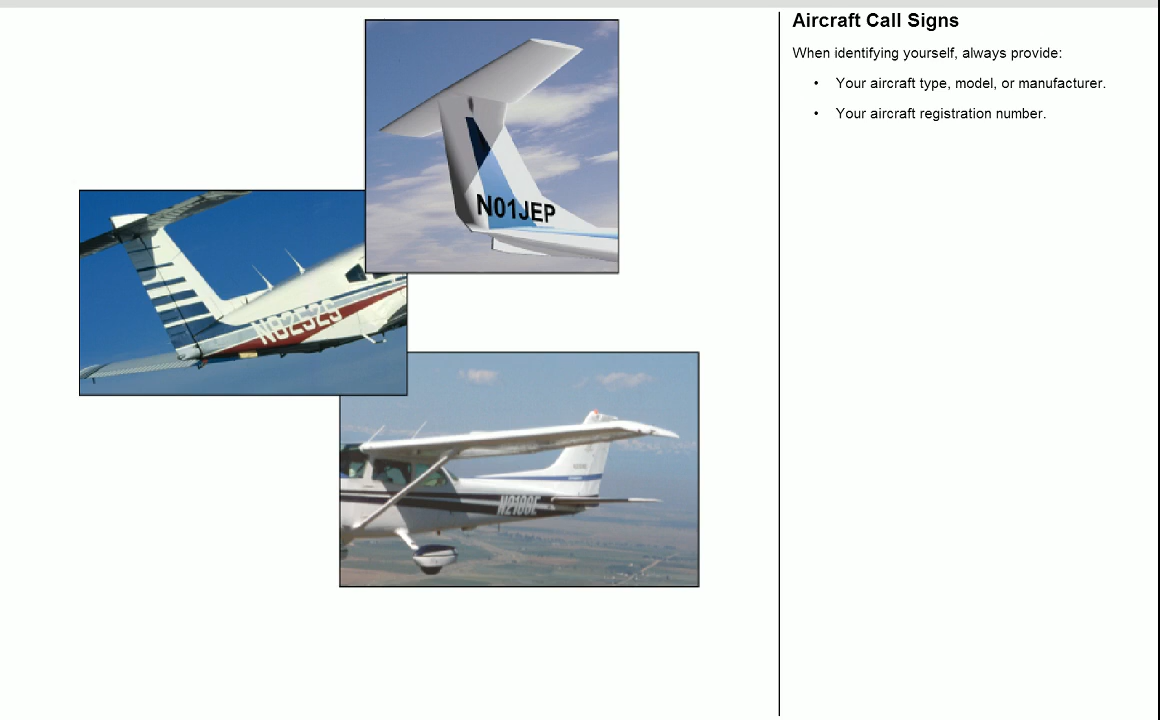 Aircraft Call Signs
When identifying yourself, always provide:
• Your aircraft type, model, or manufacturer.
• Your aircraft registration number.
N01JEP
N8252S